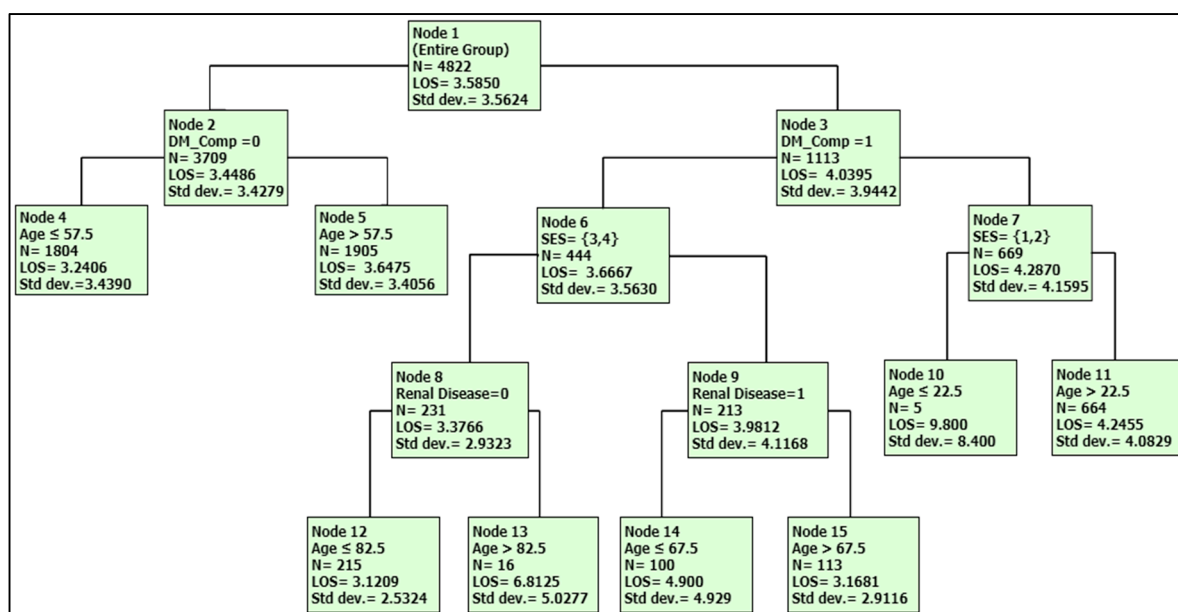 Node 1
(Entire Group)
N= 4822
LOS= 3.5850
Std dev.= 3.5624
Node 2
DM_Comp =0
N= 3709
LOS= 3.4486
Std dev.= 3.4279
Node 3
DM_Comp =1
N= 1113
LOS=  4.0395
Std dev.= 3.9442
Node 4
Age ≤ 57.5
N= 1804
LOS= 3.2406
Std dev.=3.4390
Node 5
Age > 57.5
N= 1905
LOS=  3.6475
Std dev.= 3.4056
Node 6
SES= {3,4}
N= 444
LOS=  3.6667
Std dev.= 3.5630
Node 7
SES= {1,2}
N= 669
LOS= 4.2870
Std dev.= 4.1595
Node 8
Renal Disease=0
N= 231
LOS= 3.3766
Std dev.= 2.9323
Node 9
Renal Disease=1
N= 213
LOS= 3.9812
Std dev.= 4.1168
Node 10
Age ≤ 22.5
N= 5
LOS= 9.800
Std dev.= 8.400
Node 11
Age > 22.5
N= 664
LOS= 4.2455
Std dev.= 4.0829
Node 12
Age ≤ 82.5
N= 215
LOS= 3.1209
Std dev.= 2.5324
Node 13
Age > 82.5
N= 16
LOS= 6.8125
Std dev.= 5.0277
Node 14
Age ≤ 67.5
N= 100
LOS= 4.900
Std dev.= 4.929
Node 15
Age > 67.5
N= 113
LOS= 3.1681
Std dev.= 2.9116